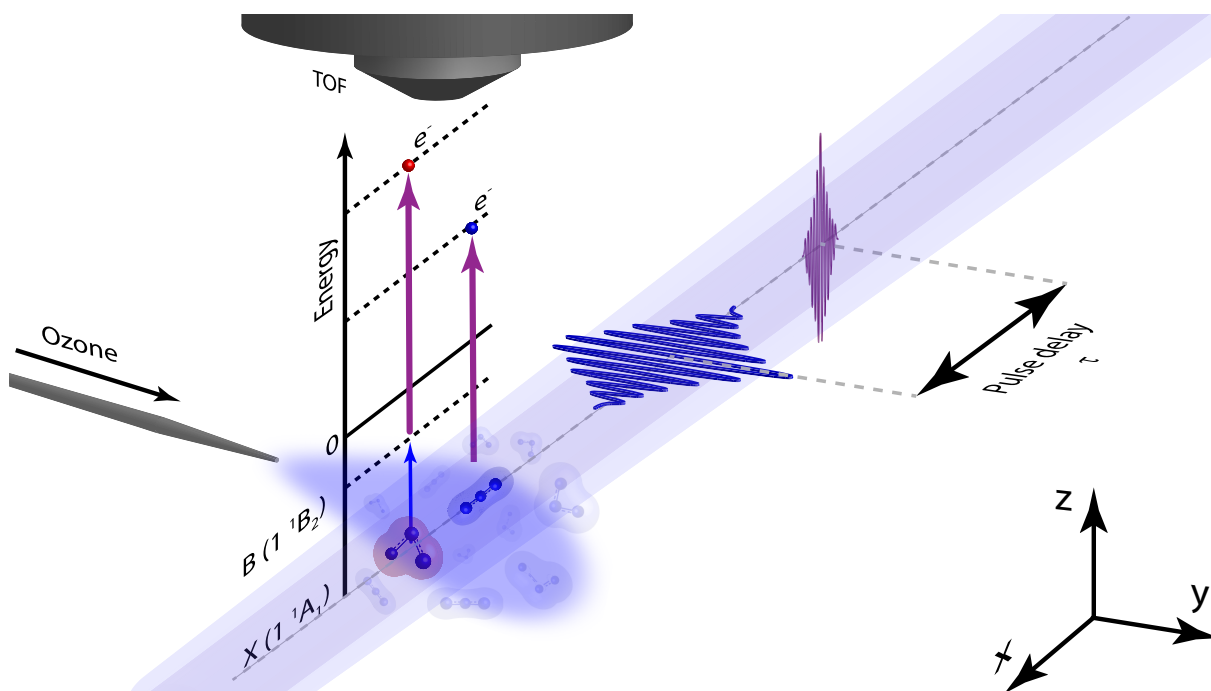 TOF
e⁻
e⁻
Energy
Ozone
0
B (1 ¹B₂)
X (1 ¹A₁)
Pulse delay
τ
z
y
x